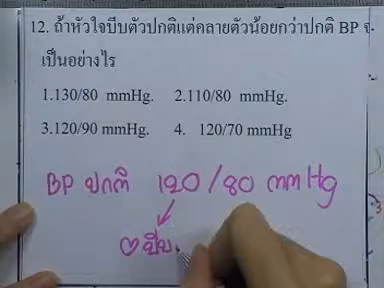 12. ถ้าหัวใจบีบตัวปกติแต่คลายตัวน้อยกว่าปกติ BP จะ
เป็นอย่างไร
1.130/80 mmHg. 2.110/80 mmHg.
3.120/90 mmHg. 4. 120/70 mmHg
BP ปกติ 120/80 mmHg
♡บีบ